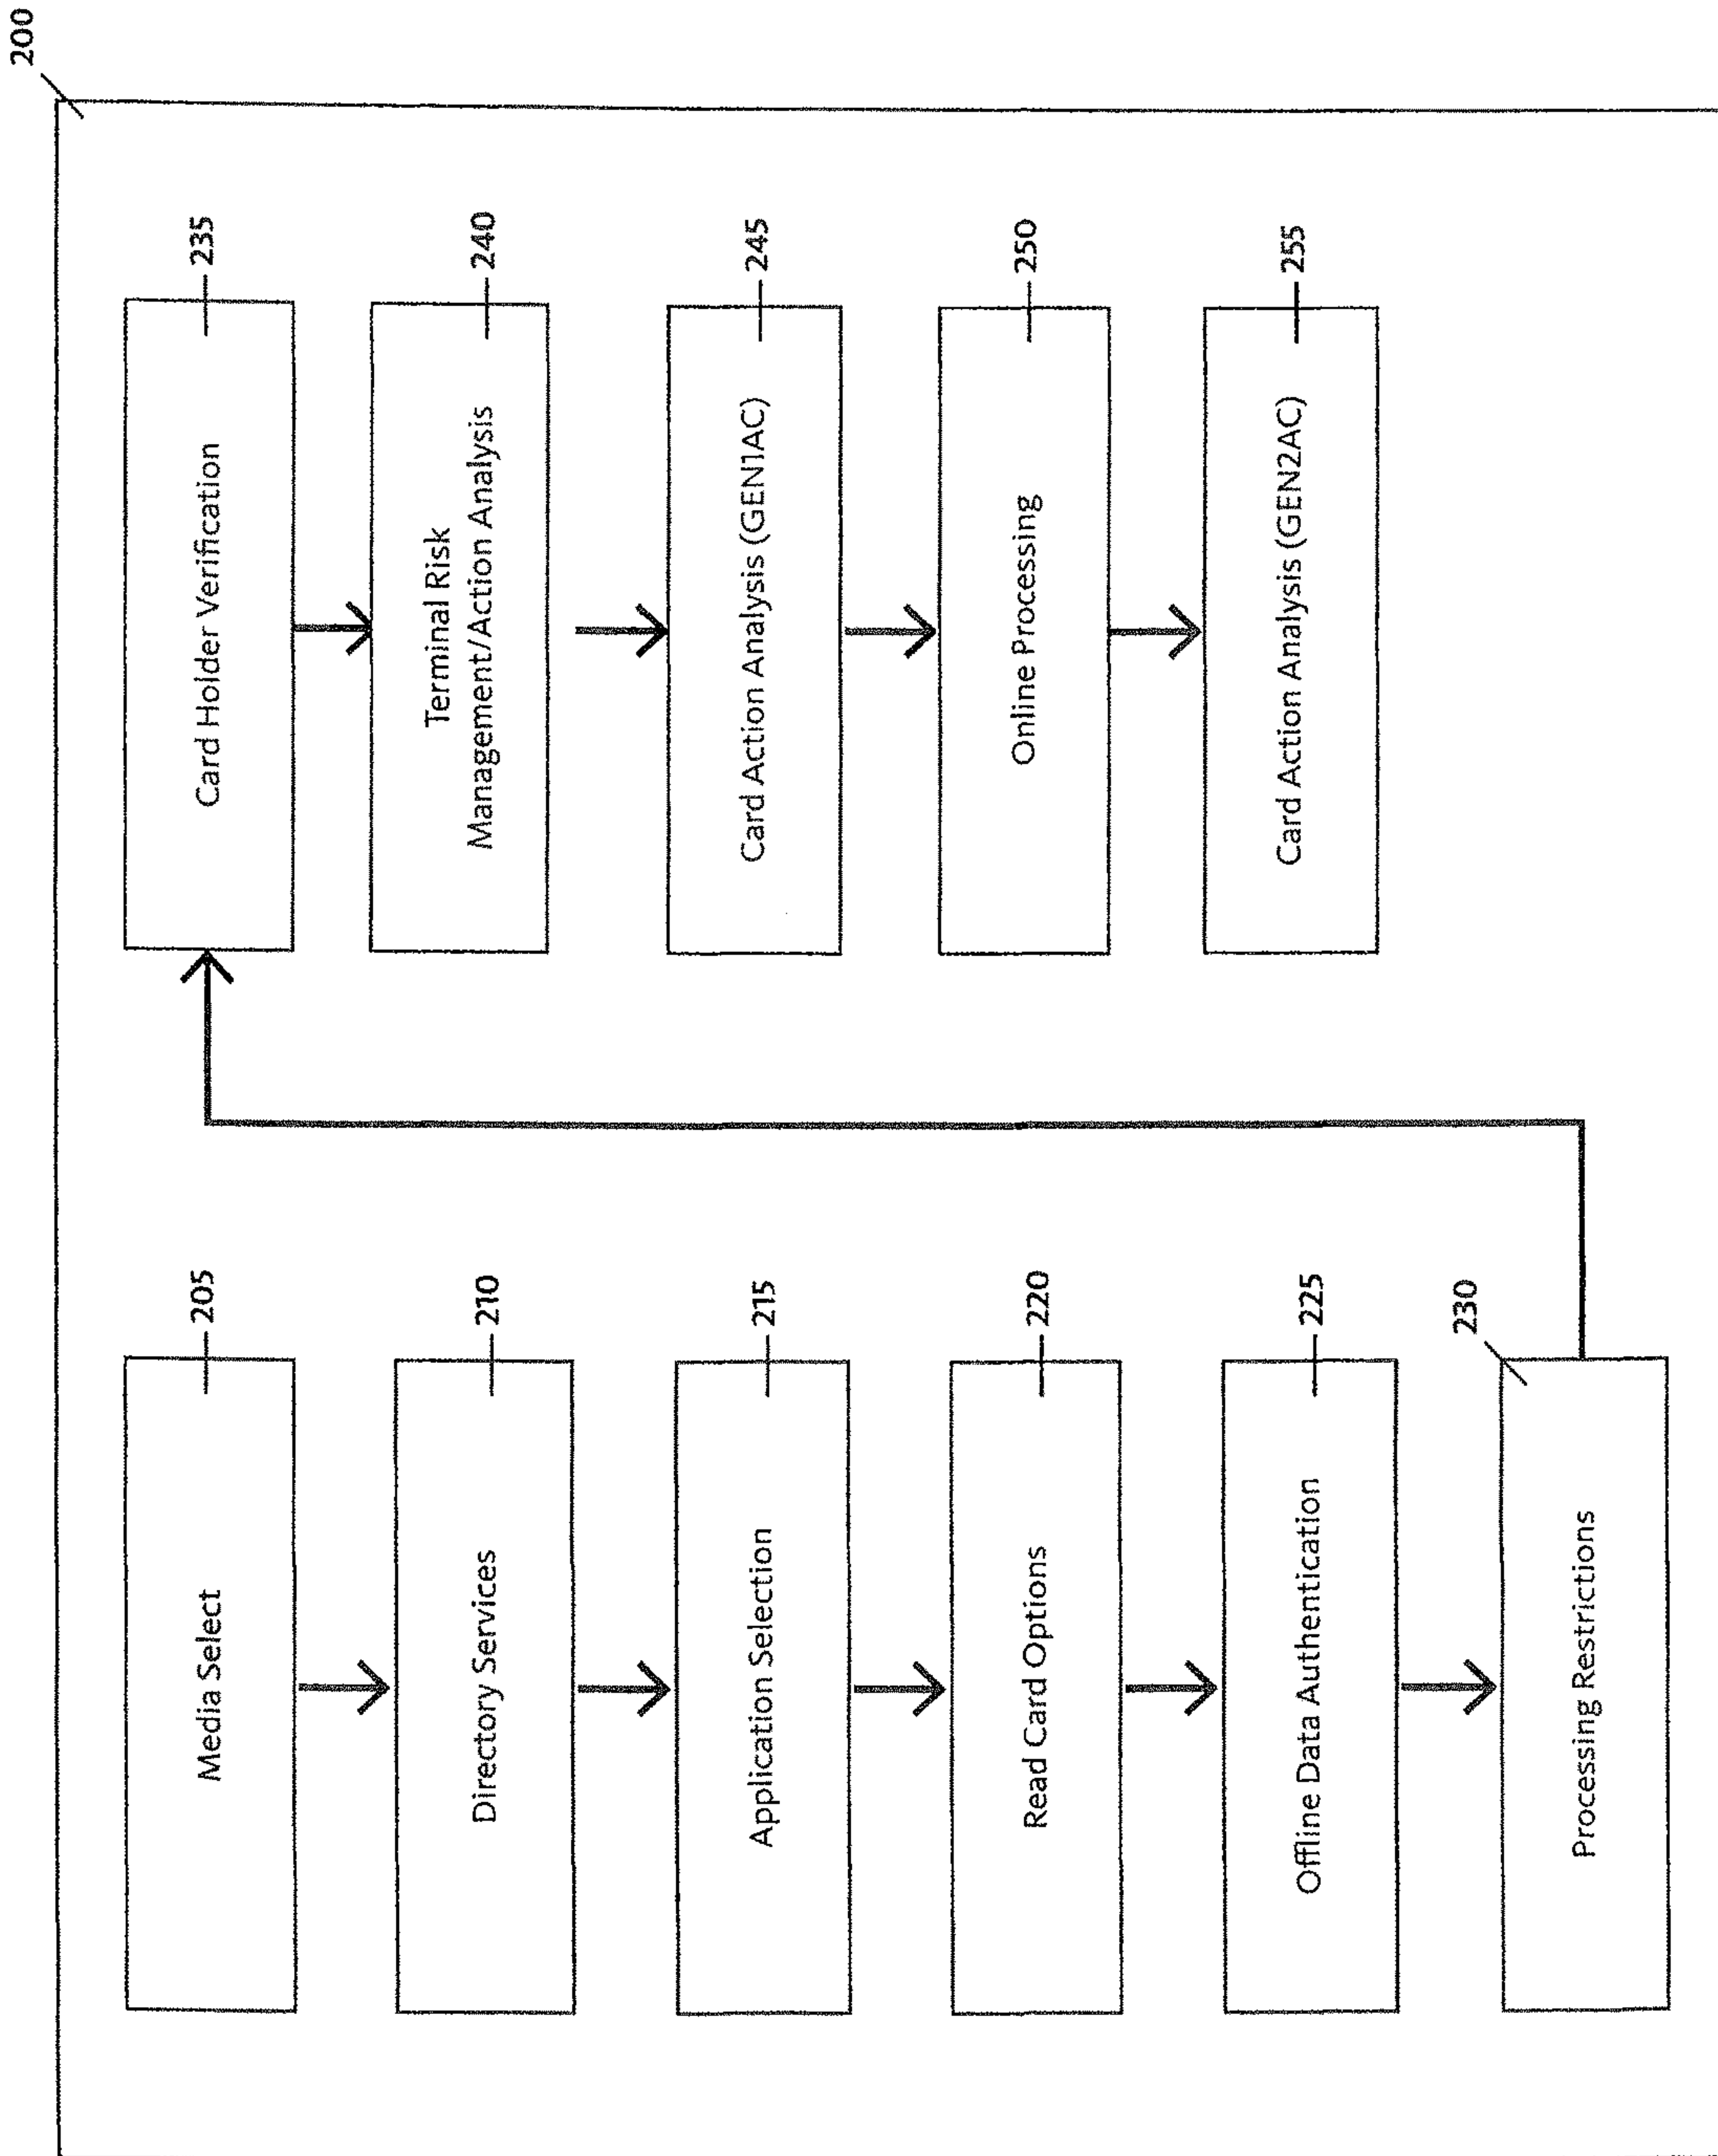 200
Media Select
205
Directory Services
210
Application Selection
215
Read Card Options
220
Offline Data Authentication
225
Processing Restrictions
230
Card Holder Verification
235
Terminal Risk
Management/Action Analysis
240
Card Action Analysis (GEN1AC)
245
Online Processing
250
Card Action Analysis (GEN2AC)
255